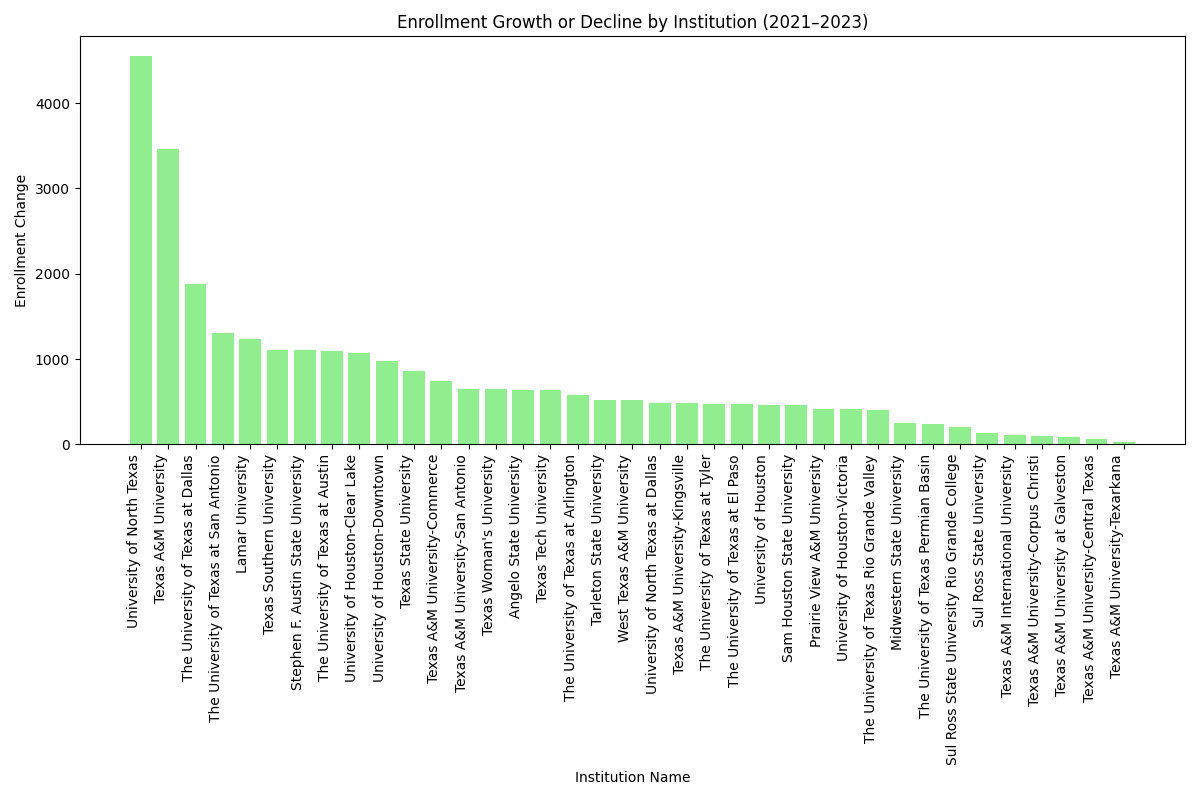 Enrollment Growth or Decline by Institution (2021–2023)
Enrollment Change
4000
3000
2000
1000
0
University of North Texas
Texas A&M University
The University of Texas at Dallas
The University of Texas at San Antonio
Lamar University
Texas Southern University
Stephen F. Austin State University
The University of Texas at Austin
University of Houston-Clear Lake
University of Houston-Downtown
Texas State University
Texas A&M University-Commerce
Texas A&M University-San Antonio
Texas Woman's University
Angelo State University
Texas Tech University
The University of Texas at Arlington
Tarleton State University
West Texas A&M University
University of North Texas at Dallas
Texas A&M University-Kingsville
The University of Texas at Tyler
The University of Texas at El Paso
University of Houston
Sam Houston State University
Prairie View A&M University
University of Houston-Victoria
The University of Texas Rio Grande Valley
Midwestern State University
The University of Texas Permian Basin
Sul Ross State University Rio Grande College
Sul Ross State University
Texas A&M International University
Texas A&M University-Corpus Christi
Texas A&M University at Galveston
Texas A&M University-Central Texas
Texas A&M University-Texarkana
Institution Name